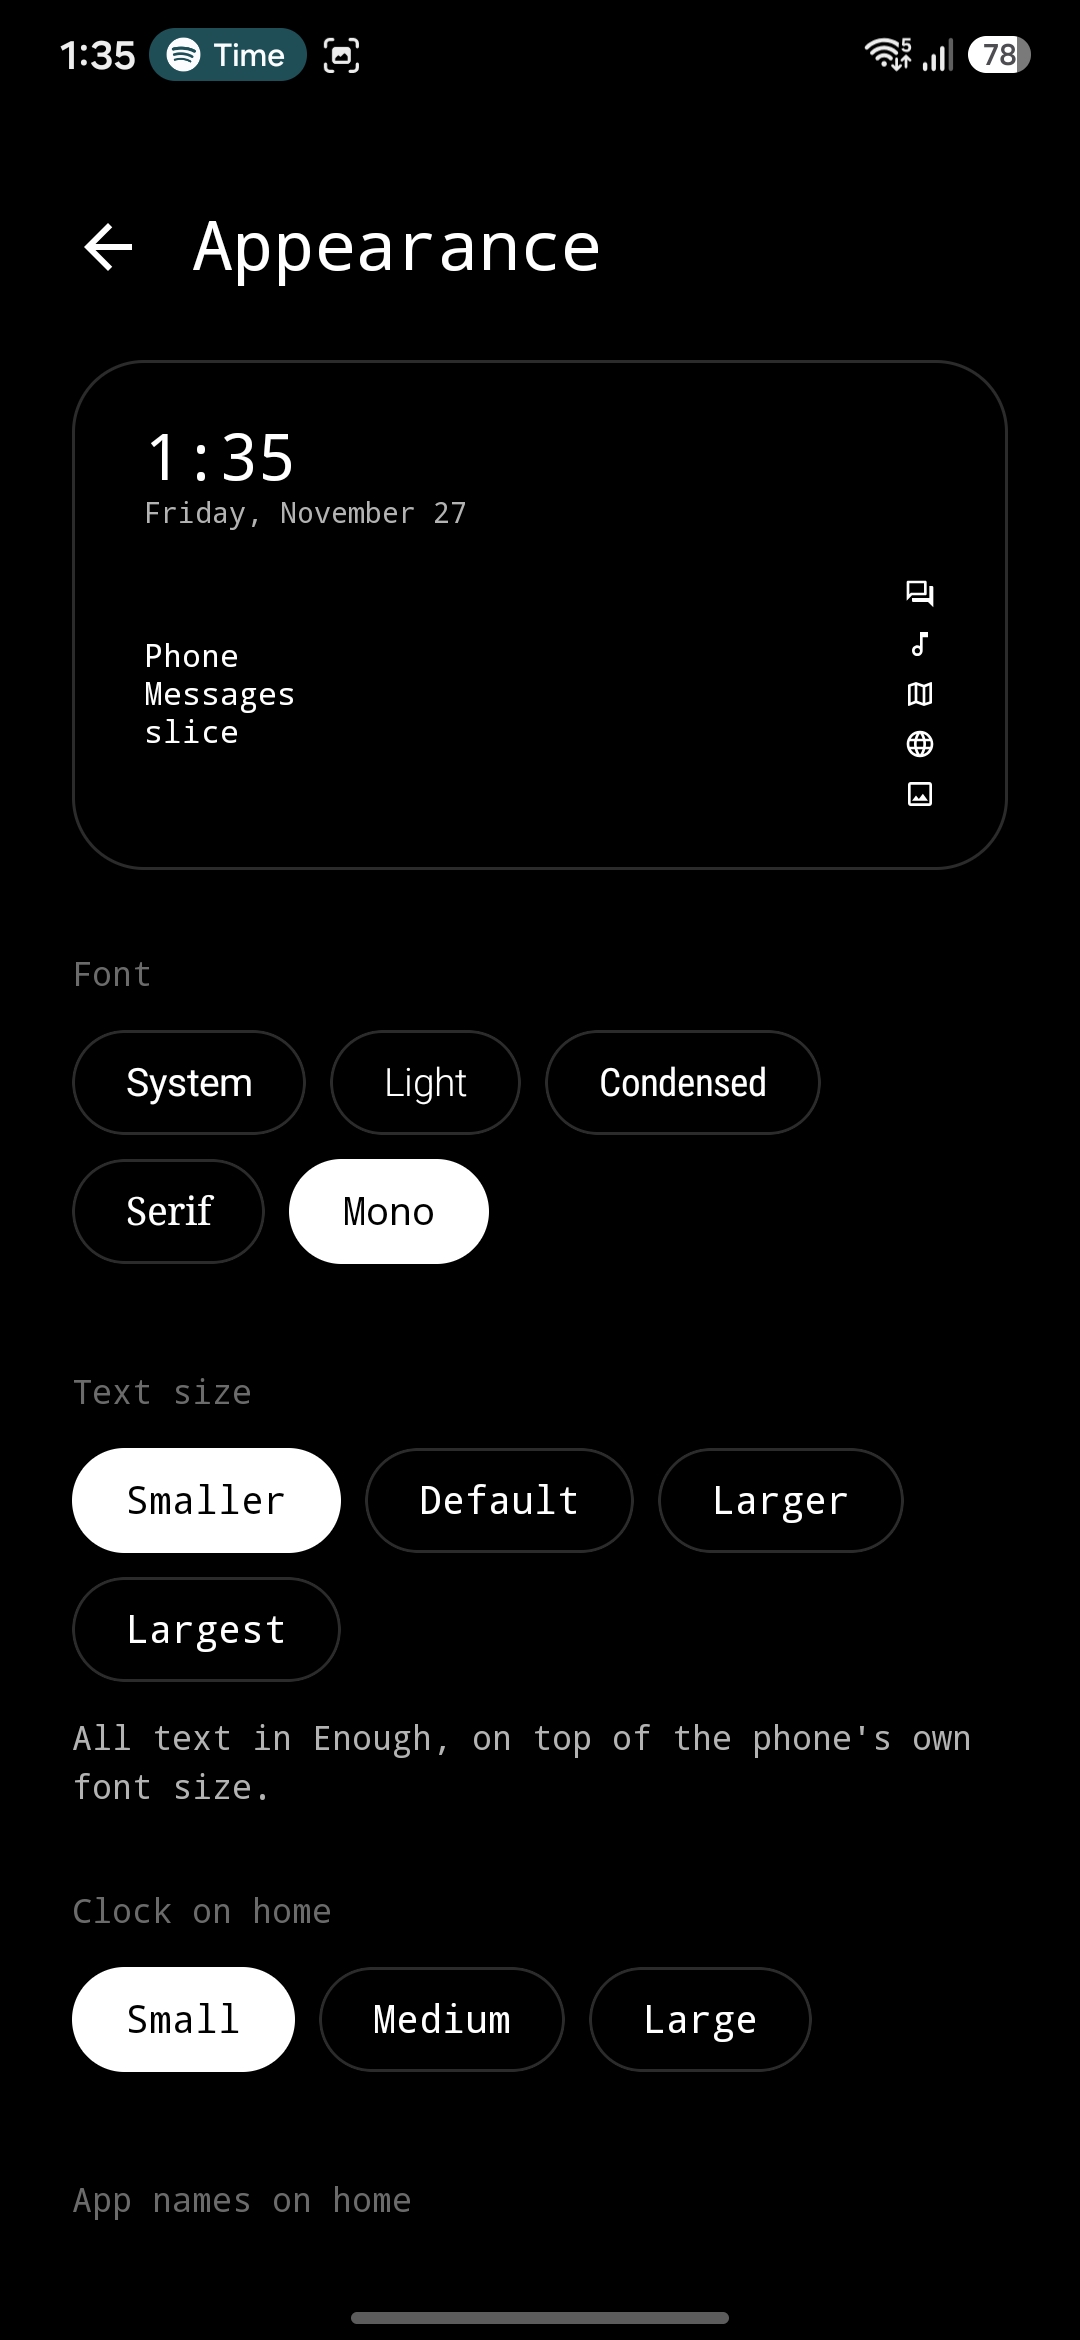 1:35 Time 5 78
Appearance
1:35
Friday, November 27
Phone
Messages
slice
Font
System Light Condensed
Serif Mono
Text size
Smaller Default Larger
Largest
All text in Enough, on top of the phone's own
font size.
Clock on home
Small Medium Large
App names on home